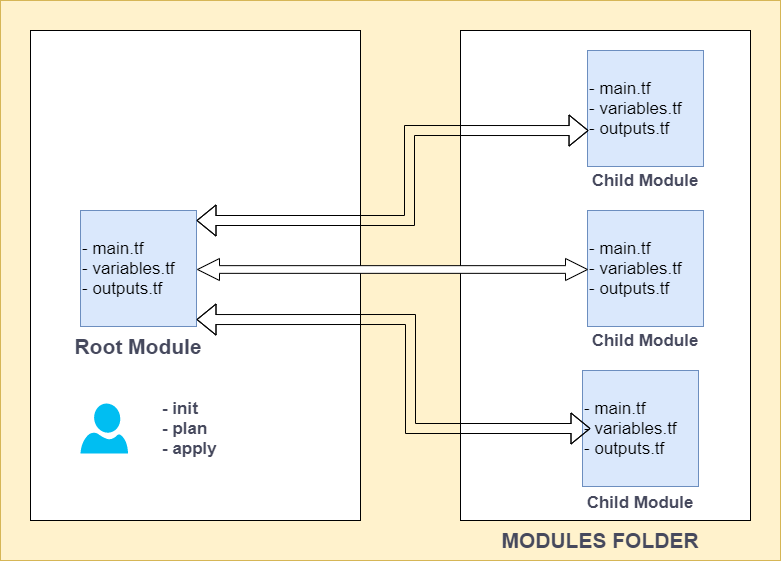 - main.tf
- variables.tf
- outputs.tf
Root Module
- init
- plan
- apply
- main.tf
- variables.tf
- outputs.tf
Child Module
- main.tf
- variables.tf
- outputs.tf
Child Module
- main.tf
- variables.tf
- outputs.tf
Child Module
MODULES FOLDER